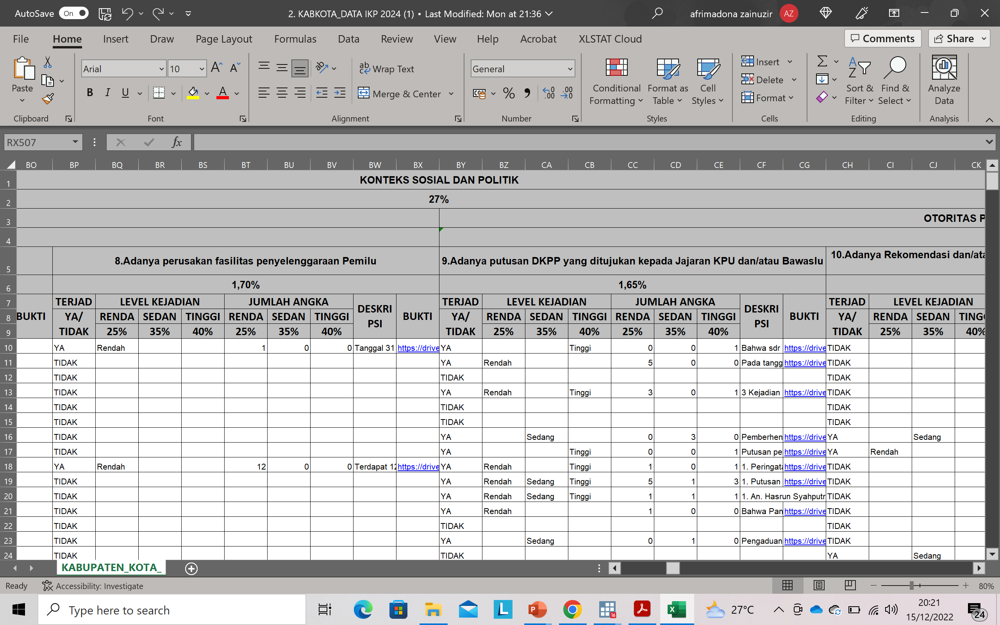 AutoSave On 2. KABKOTA_DATA IKP 2024 (1) • Last Modified: Mon at 21:36 afrimadona zainuzir AZ
File Home Insert Draw Page Layout Formulas Data Review View Help Acrobat XLSTAT Cloud Comments Share
Paste Arial 10 Wrap Text General Conditional Formatting Format as Table Cell Styles Insert Sort & Filter Find & Select Analyze Data
B I U A Merge & Center % Delete
Format
Clipboard Font Alignment Number Styles Cells Editing Analysis
RX507 fx
BO BP BQ BR BS BT BU BV BW BX BY BZ CA CB CC CD CE CF CG CH CI CJ CK
1 KONTEKS SOSIAL DAN POLITIK
2 27%
3 OTORITAS P
4
5 8.Adanya perusakan fasilitas penyelenggaraan Pemilu 9.Adanya putusan DKPP yang ditujukan kepada Jajaran KPU dan/atau Bawaslu 10.Adanya Rekomendasi dan/ata
6 1,70% 1,65%
7 TERJAD LEVEL KEJADIAN JUMLAH ANGKA DESKRI PSI TERJAD LEVEL KEJADIAN JUMLAH ANGKA DESKRI PSI TERJAD LEVEL KEJADIAN
8 BUKTI YA/ RENDA SEDAN TINGGI RENDA SEDAN TINGGI BUKTI YA/ RENDA SEDAN TINGGI RENDA SEDAN TINGGI BUKTI YA/ RENDA SEDAN TINGG
9 TIDAK 25% 35% 40% 25% 35% 40% TIDAK 25% 35% 40% 25% 35% 40% TIDAK 25% 35% 40%
10 YA Rendah 1 0 0 Tanggal 31 https://drive YA Tinggi 0 0 1 Bahwa sdr https://drive TIDAK
11 TIDAK YA Rendah 5 0 0 Pada tangg https://drive TIDAK
12 TIDAK TIDAK TIDAK
13 TIDAK YA Rendah Tinggi 3 0 1 3 Kejadian https://drive TIDAK
14 TIDAK TIDAK TIDAK
15 TIDAK TIDAK TIDAK
16 TIDAK YA Sedang 0 3 0 Pemberhen https://drive YA Sedang
17 TIDAK YA Tinggi 0 0 1 Putusan pe https://drive YA Rendah
18 YA Rendah 12 0 0 Terdapat 12 https://drive YA Rendah Tinggi 1 0 1 1. Peringata https://drive TIDAK
19 TIDAK YA Rendah Sedang Tinggi 5 1 3 1. Putusan https://drive TIDAK
20 TIDAK YA Rendah Sedang Tinggi 1 1 1 1. An. Hasrun Syahputr TIDAK
21 TIDAK YA Rendah 1 0 0 Bahwa Pan https://drive TIDAK
22 TIDAK TIDAK TIDAK
23 TIDAK YA Sedang 0 1 0 Pengaduan https://drive TIDAK
24 TIDAK TIDAK YA Sedang
KABUPATEN_KOTA_
Ready Accessibility: Investigate 80%
Type here to search 27°C 20:21
15/12/2022 24